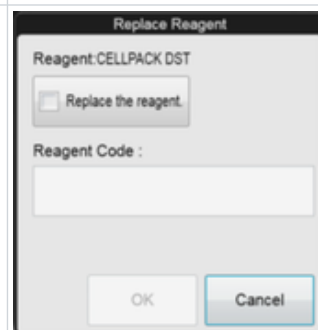 Replace Reagent
Reagent:CELLPACK DST
Replace the reagent.
Reagent Code :
OK
Cancel